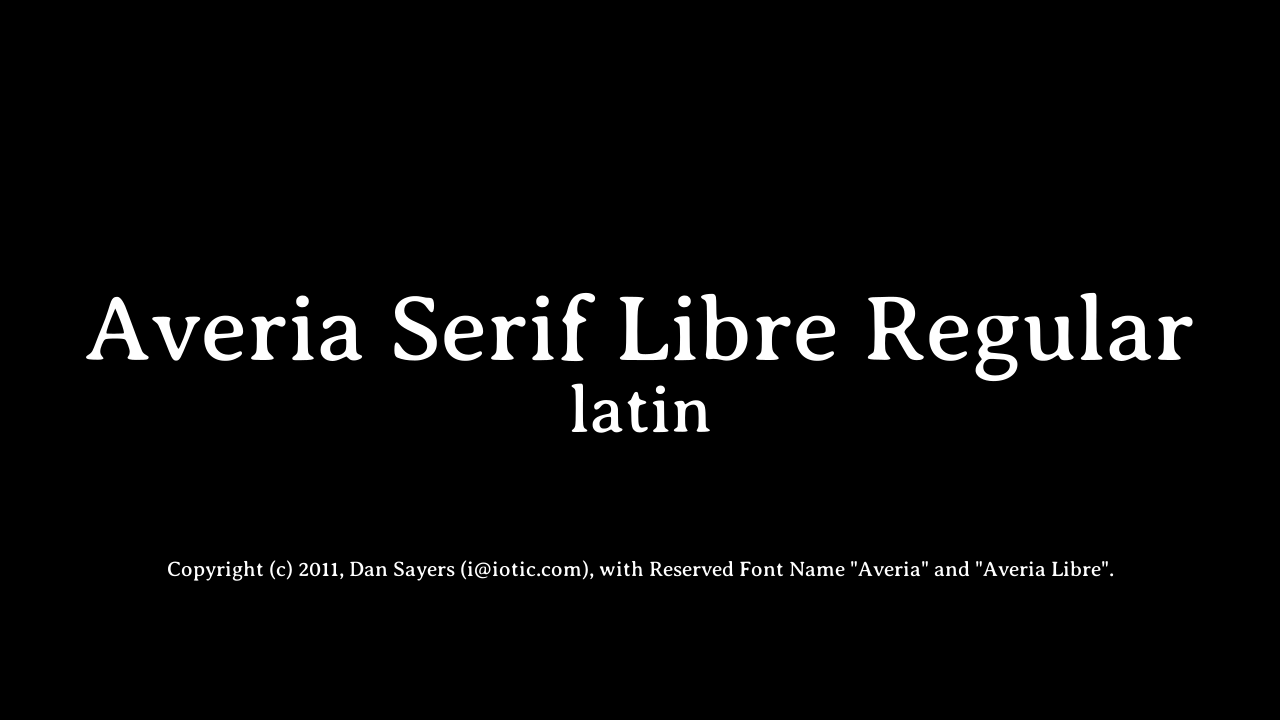 Averia Serif Libre Regular
latin
Copyright (c) 2011, Dan Sayers (i@iotic.com), with Reserved Font Name "Averia" and "Averia Libre".